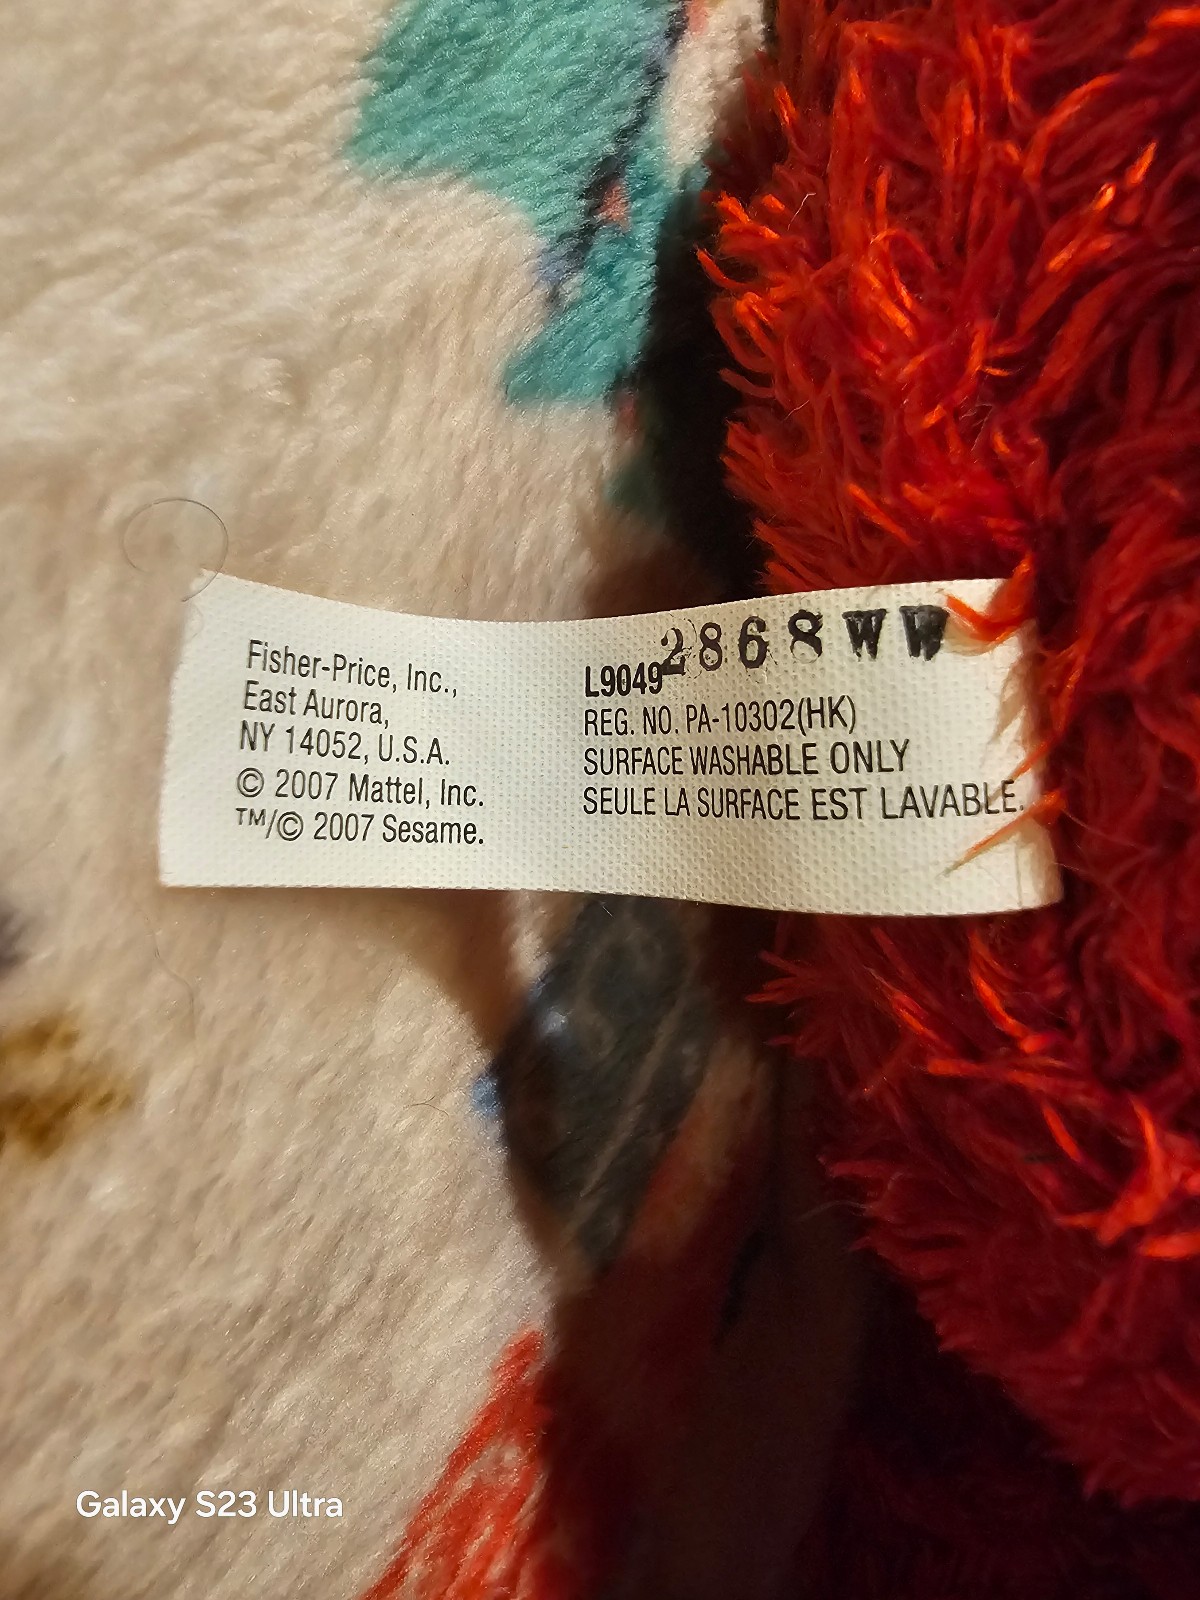 Fisher-Price, Inc.,
East Aurora,
NY 14052, U.S.A.
© 2007 Mattel, Inc.
™/© 2007 Sesame.
2868WW
L9049
REG. NO. PA-10302(HK)
SURFACE WASHABLE ONLY
SEULE LA SURFACE EST LAVABLE.
Galaxy S23 Ultra